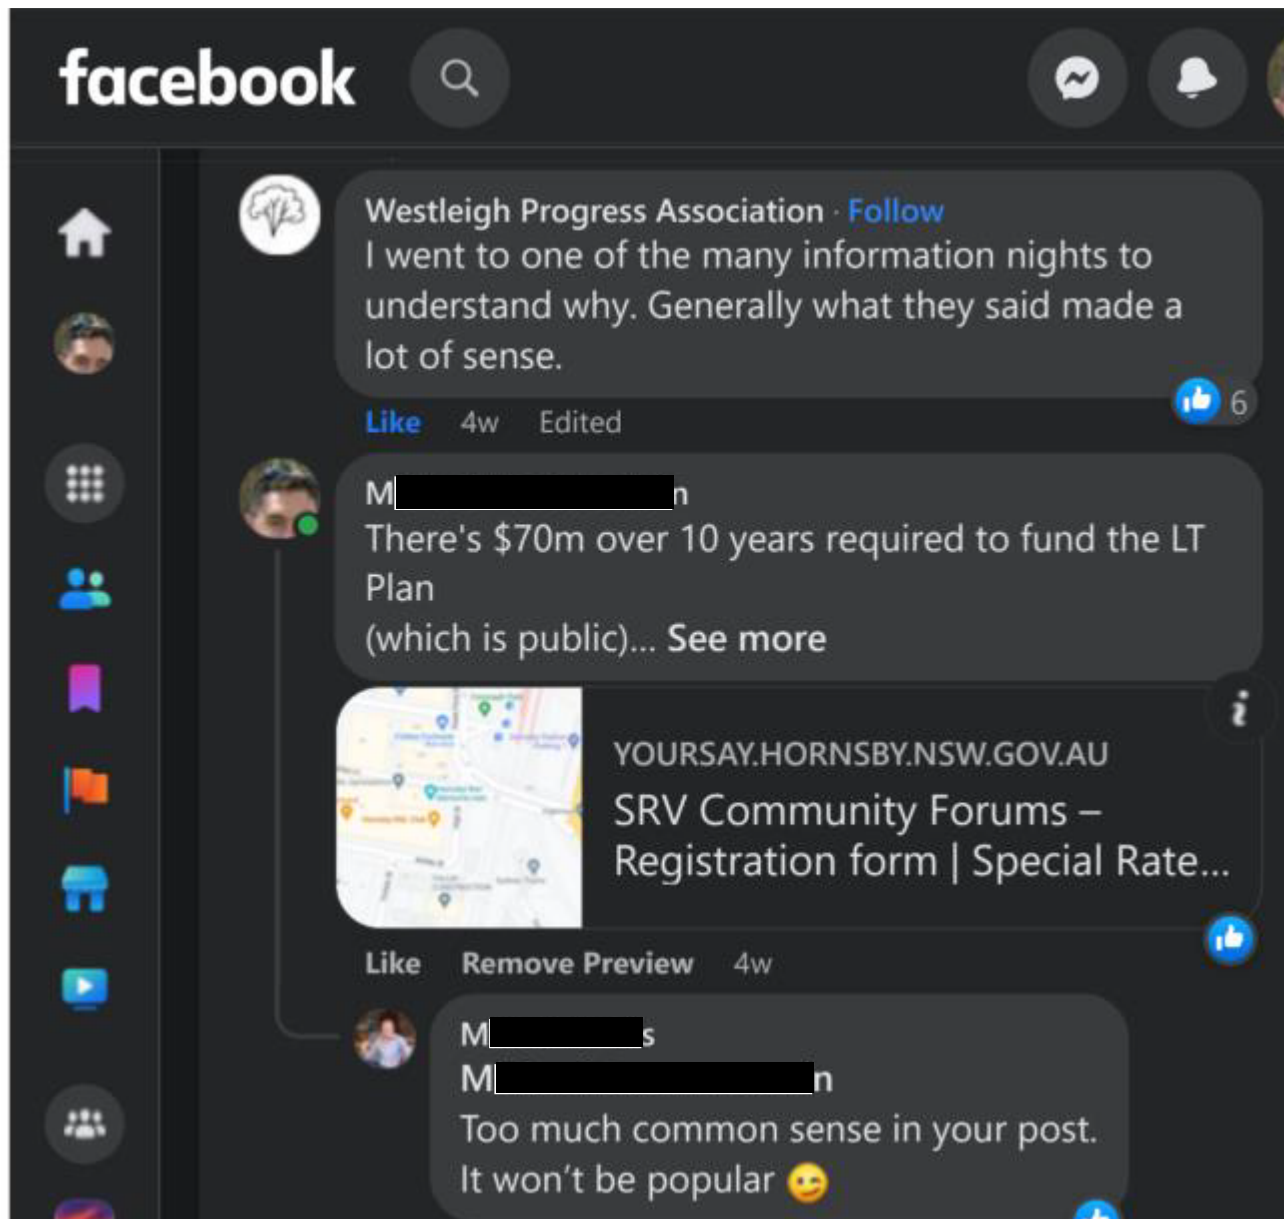 facebook
Westleigh Progress Association · Follow
I went to one of the many information nights to
understand why. Generally what they said made a
lot of sense.
6
Like 4w Edited
M n
There's $70m over 10 years required to fund the LT
Plan
(which is public)... See more
YOURSAY.HORNSBY.NSW.GOV.AU
SRV Community Forums –
Registration form | Special Rate...
Like Remove Preview 4w
M s
M n
Too much common sense in your post.
It won't be popular 😉